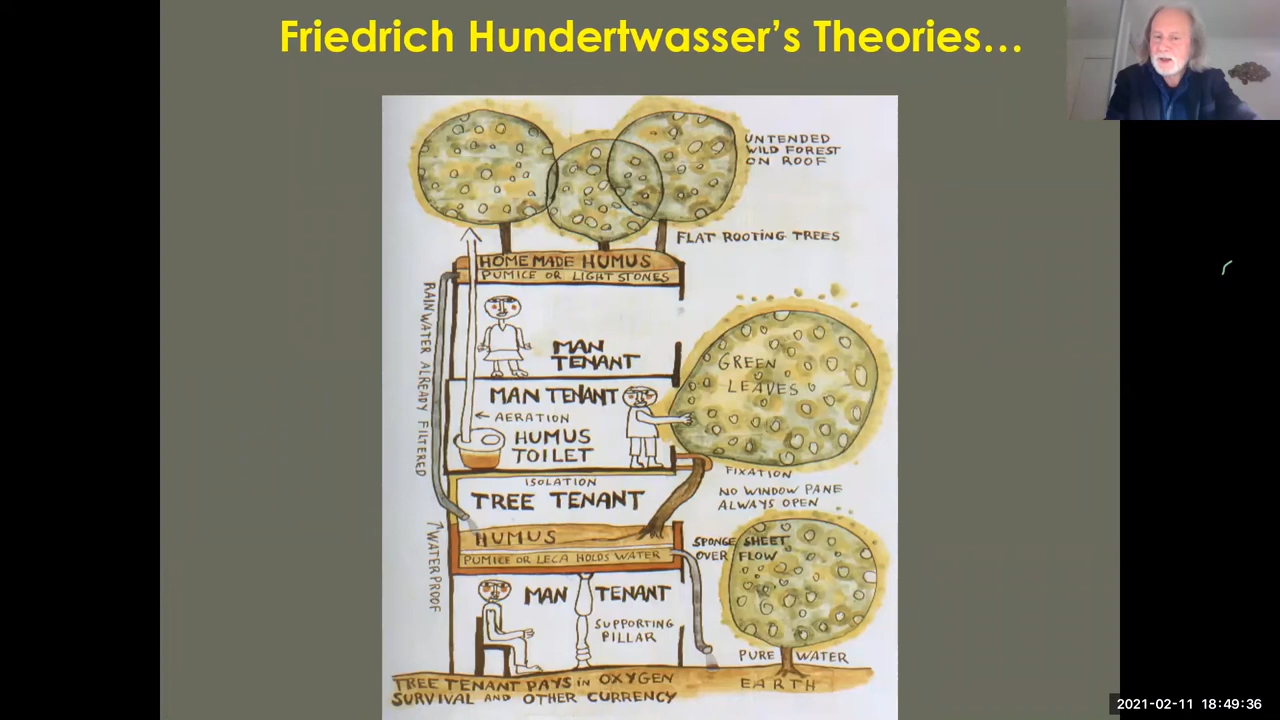 Friedrich Hundertwasser’s Theories…
UNTENDED
WILD FOREST
ON ROOF
FLAT ROOTING TREES
HOME MADE HUMUS
PUMICE OR LIGHT STONES
RAINWATER ALREADY FILTERED
MAN
TENANT
GREEN
LEAVES
MAN TENANT
← AERATION
HUMUS
TOILET
FIXATION
ISOLATION
TREE TENANT
NO WINDOW PANE
ALWAYS OPEN
HUMUS
PUMICE OR LECA HOLDS WATER
SPONGE SHEET
OVER FLOW
↑WATERPROOF
MAN TENANT
SUPPORTING
PILLAR
PURE WATER
EARTH
TREE TENANT PAYS IN OXYGEN
SURVIVAL AND OTHER CURRENCY
2021-02-11 18:49:36